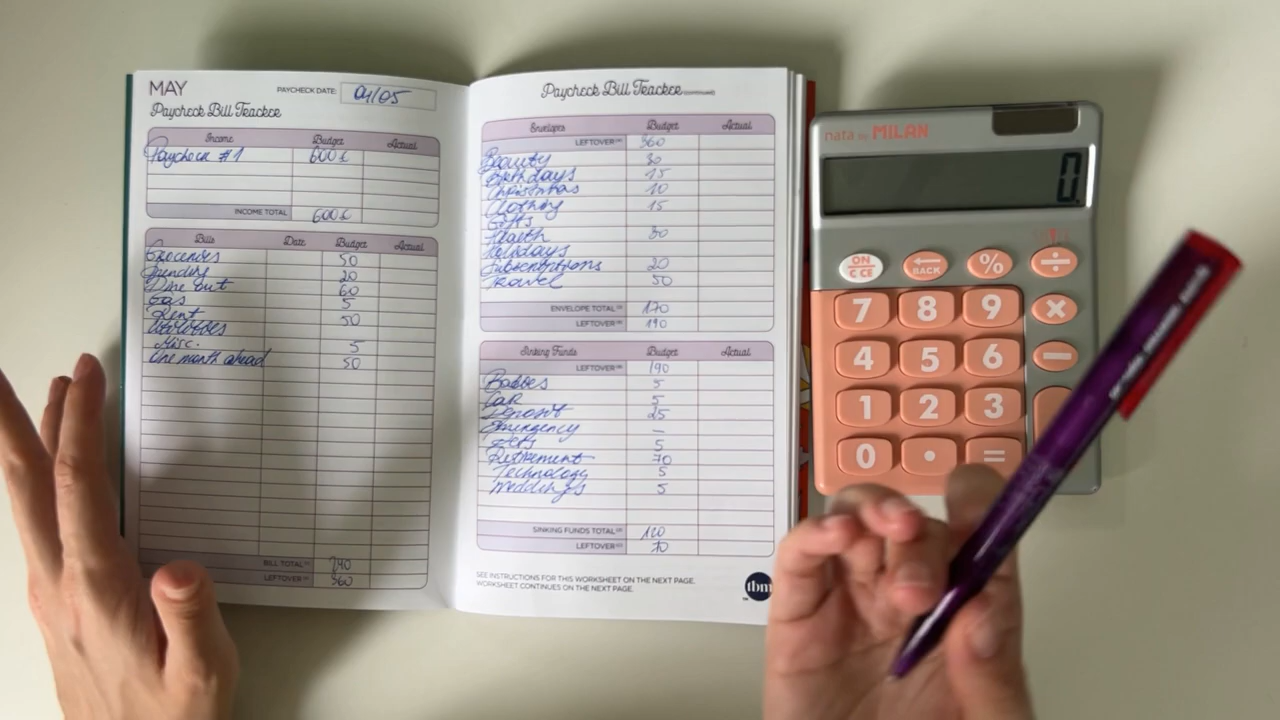 MAY
PAYCHECK DATE: 01/05
Paycheck Bill Tracker
Income Budget Actual
Paycheck #1 600€
INCOME TOTAL 600€
Bills Date Budget Actual
Groceries 50
Spending 20
Dine out 60
Gas 5
Rent 50
Utilities
Misc. 5
One month ahead 50
BILL TOTAL 240
LEFTOVER 360
Paycheck Bill Tracker (CONTINUED)
Envelopes Budget Actual
LEFTOVER 360
Beauty 30
Birthdays 15
Christmas 10
Clothing 15
Gifts
Health 30
Holidays
Subscriptions 20
Travel 50
ENVELOPE TOTAL 170
LEFTOVER 190
Sinking Funds Budget Actual
LEFTOVER 190
Babies 5
Car 5
Deposit 25
Emergency –
Pets 5
Retirement 70
Technology 5
Weddings 5
SINKING FUNDS TOTAL 120
LEFTOVER 70
SEE INSTRUCTIONS FOR THIS WORKSHEET ON THE NEXT PAGE.
WORKSHEET CONTINUES ON THE NEXT PAGE.
tbm
nata by MILAN
0.
ON
C CE
BACK
% ÷
7 8 9 ×
4 5 6 −
1 2 3
0 • =